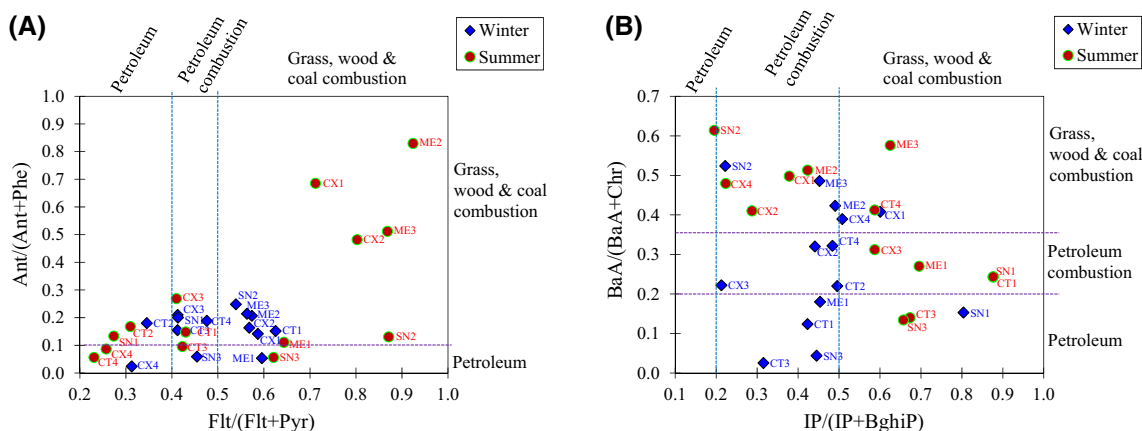 (A)
Petroleum
Petroleum
combustion
Grass, wood &
coal combustion
Winter
Summer
Ant/(Ant+Phe)
1.0
0.9
0.8
0.7
0.6
0.5
0.4
0.3
0.2
0.1
0.0
ME2
CX1
ME3
CX2
SN2
CX3
ME3
CX3
ME2
SN1
CT4
CX2
CT2
CT1
CT1
CT2
CX1
SN2
SN1
ME1
CT3
CX4
SN3
ME1
SN3
CT4
CX4
Grass,
wood & coal
combustion
Petroleum
0.2 0.3 0.4 0.5 0.6 0.7 0.8 0.9 1.0
Flt/(Flt+Pyr)
(B)
Petroleum
Petroleum
combustion
Grass, wood &
coal combustion
Winter
Summer
BaA/(BaA+Chr)
0.7
0.6
0.5
0.4
0.3
0.2
0.1
0.0
SN2
ME3
SN2
ME2
CX1
ME3
CX4
ME2
CX2
CT4
CX1
CX4
CT4
CX2
CX3
ME1
SN1
CT1
CX3
CT2
ME1
SN1
CT3
SN3
CT1
SN3
CT3
Grass,
wood & coal
combustion
Petroleum
combustion
Petroleum
0.1 0.2 0.3 0.4 0.5 0.6 0.7 0.8 0.9 1.0
IP/(IP+BghiP)